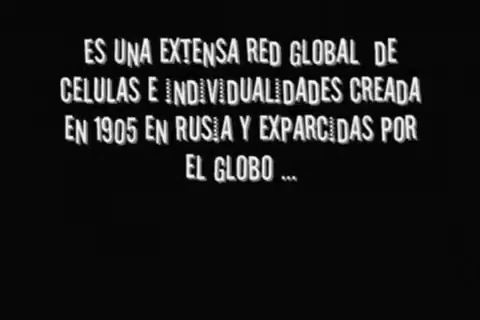 ES UNA EXTENSA RED GLOBAL DE
CELULAS E INDIVIDUALIDADES CREADA
EN 1905 EN RUSIA Y EXPARCIDAS POR
EL GLOBO ...